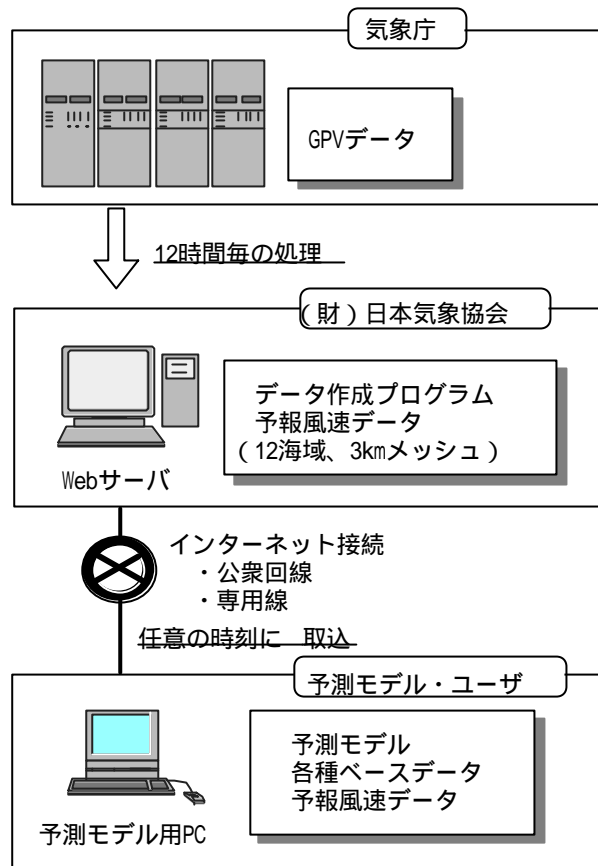 気象庁
GPVデータ
12時間毎の処理
(財)日本気象協会
データ作成プログラム
予報風速データ
(12海域、3kmメッシュ)
Webサーバ
インターネット接続
・公衆回線
・専用線
任意の時刻に 取込
予測モデル・ユーザ
予測モデル
各種ベースデータ
予報風速データ
予測モデル用PC